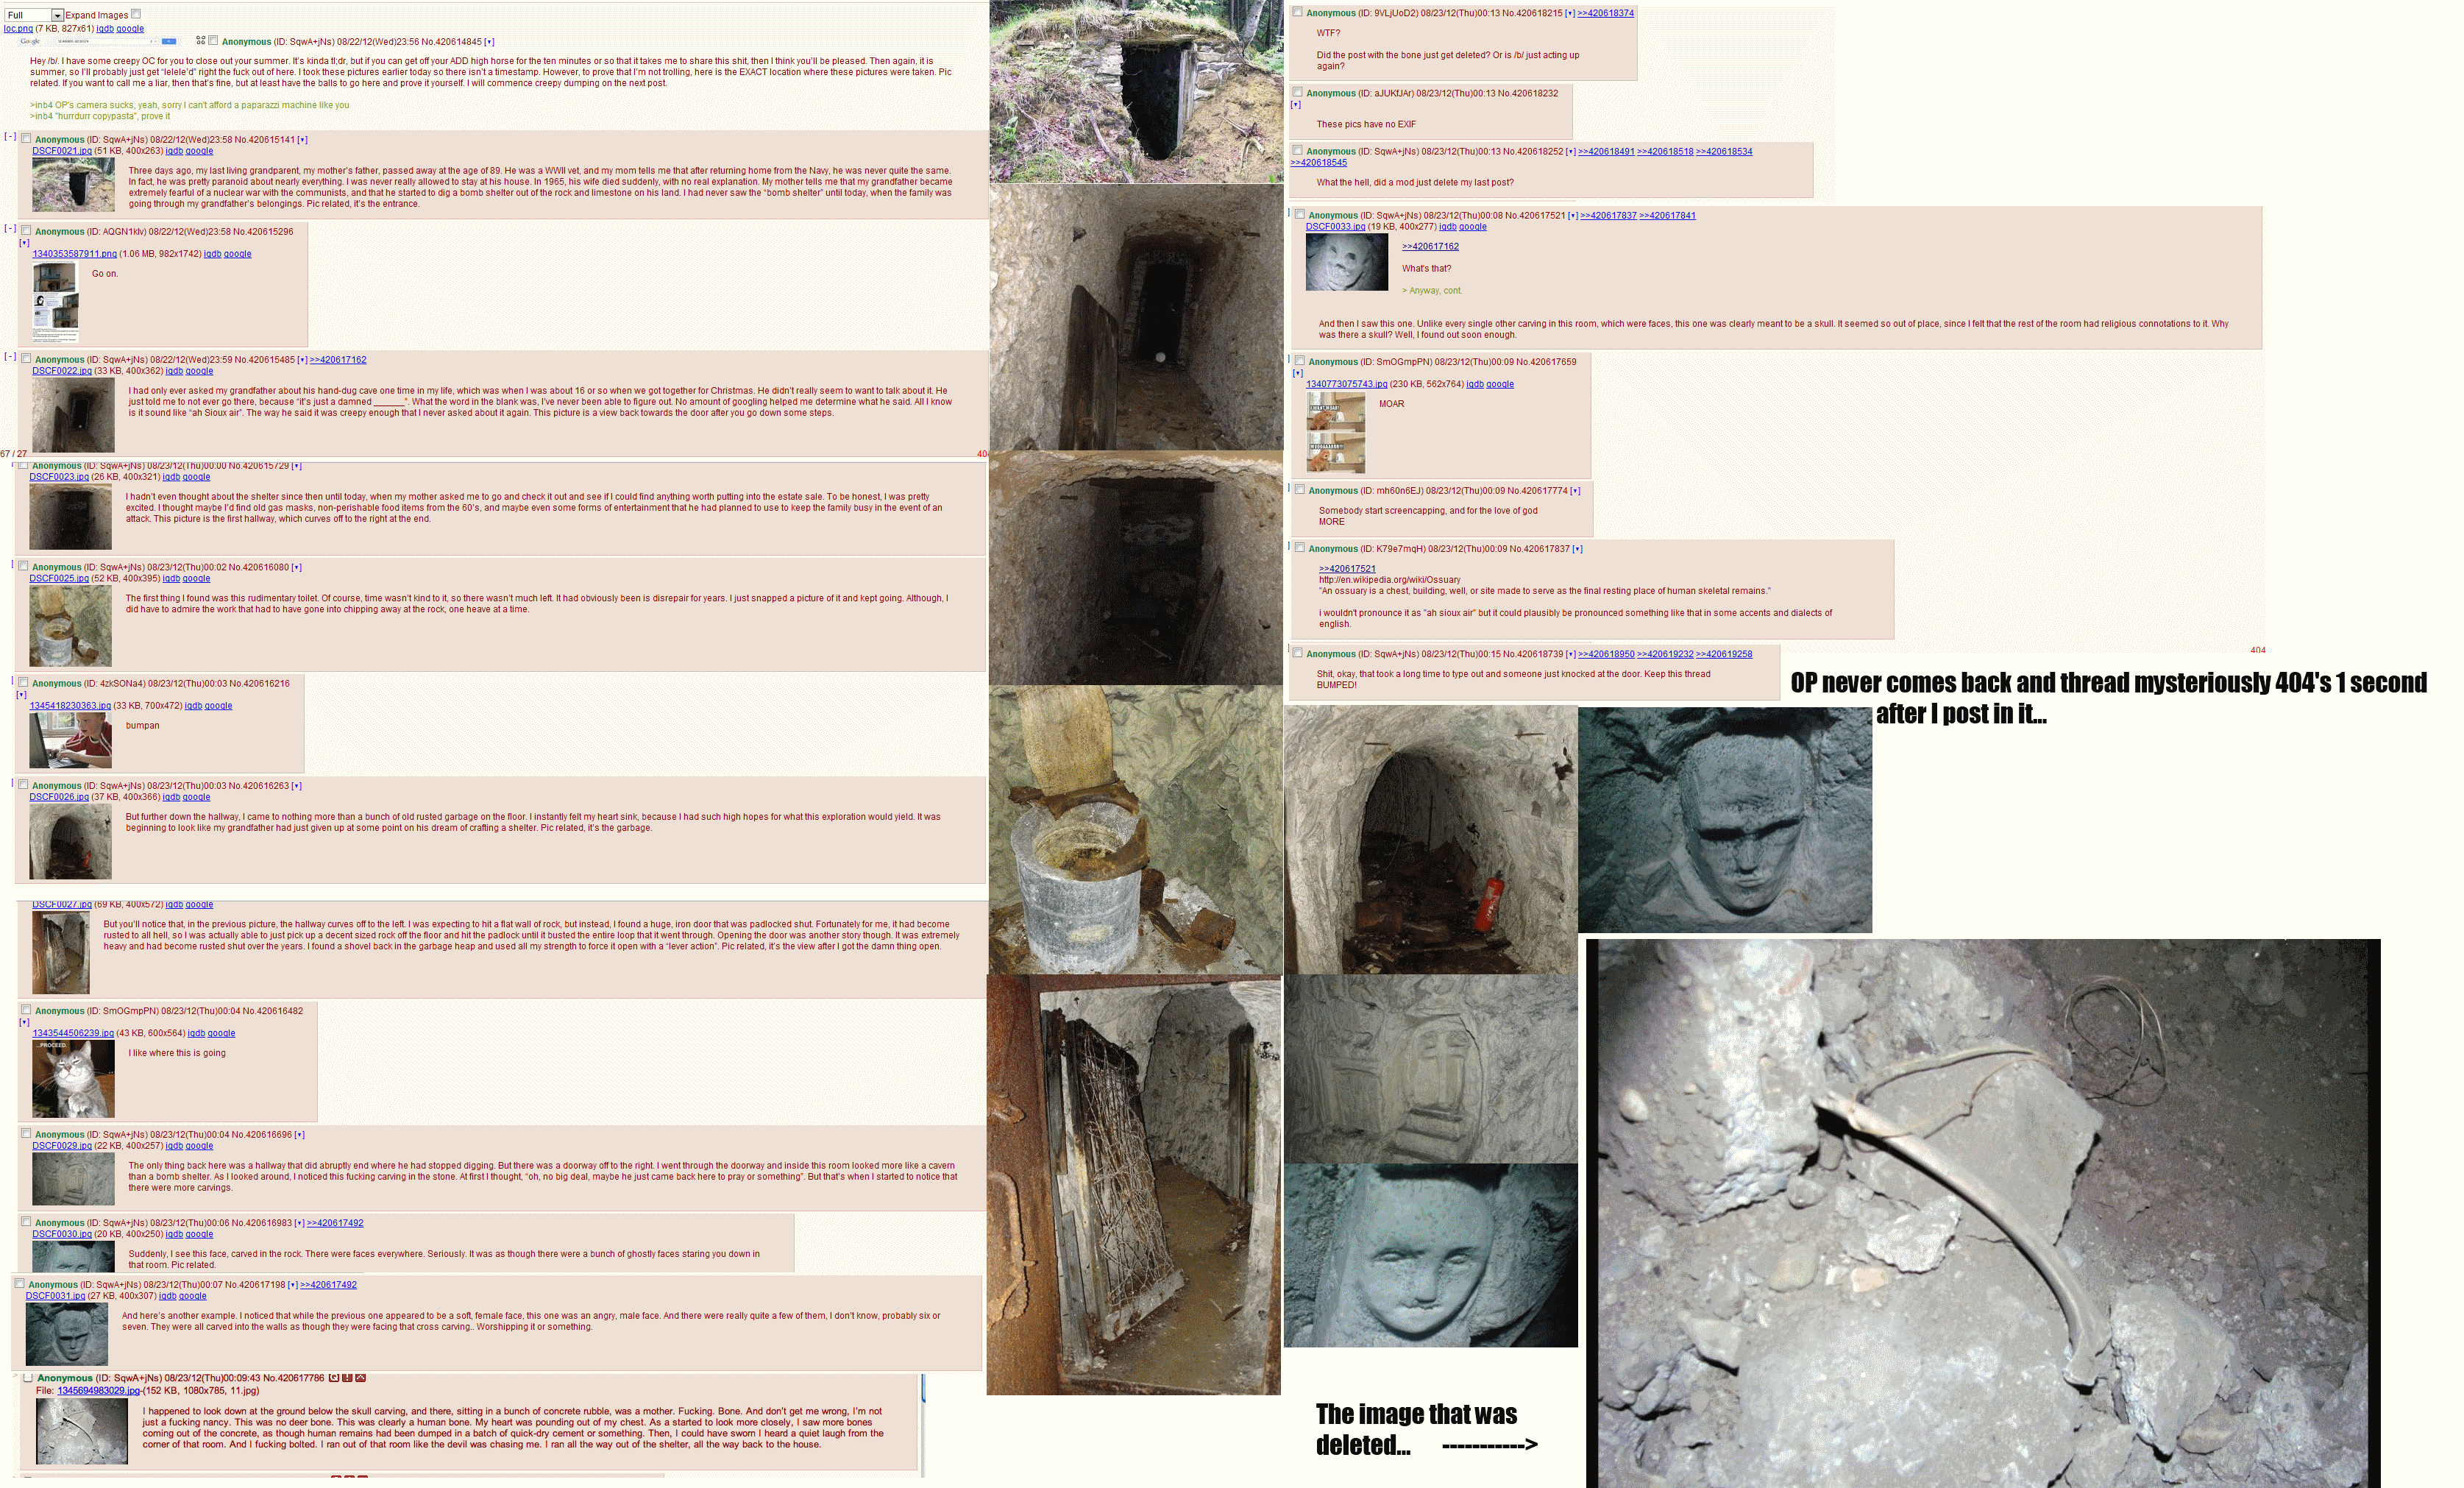 Full Expand Images
loc.png (7 KB, 827x61) iqdb google
Google
Anonymous (ID: SqwA+jNs) 08/22/12(Wed)23:56 No.420614845 [▾]
Hey /b/. I have some creepy OC for you to close out your summer. It's kinda tl;dr, but if you can get off your ADD high horse for the ten minutes or so that it takes me to share this shit, then I think you'll be pleased. Then again, it is
summer, so I'll probably just get "lelele'd" right the fuck out of here. I took these pictures earlier today so there isn't a timestamp. However, to prove that I'm not trolling, here is the EXACT location where these pictures were taken. Pic
related. If you want to call me a liar, then that's fine, but at least have the balls to go here and prove it yourself. I will commence creepy dumping on the next post.
>inb4 OP's camera sucks, yeah, sorry I can't afford a paparazzi machine like you
>inb4 "hurrdurr copypasta", prove it
[-] Anonymous (ID: SqwA+jNs) 08/22/12(Wed)23:58 No.420615141 [▾]
DSCF0021.jpg (51 KB, 400x263) iqdb google
Three days ago, my last living grandparent, my mother's father, passed away at the age of 89. He was a WWII vet, and my mom tells me that after returning home from the Navy, he was never quite the same.
In fact, he was pretty paranoid about nearly everything. I was never really allowed to stay at his house. In 1965, his wife died suddenly, with no real explanation. My mother tells me that my grandfather became
extremely fearful of a nuclear war with the communists, and that he started to dig a bomb shelter out of the rock and limestone on his land. I had never saw the "bomb shelter" until today, when the family was
going through my grandfather's belongings. Pic related, it's the entrance.
[-] Anonymous (ID: AQGN1kIv) 08/22/12(Wed)23:58 No.420615296
[▾]
1340353587911.png (1.06 MB, 982x1742) iqdb google
Go on.
[-] Anonymous (ID: SqwA+jNs) 08/22/12(Wed)23:59 No.420615485 [▾] >>420617162
DSCF0022.jpg (33 KB, 400x362) iqdb google
I had only ever asked my grandfather about his hand-dug cave one time in my life, which was when I was about 16 or so when we got together for Christmas. He didn't really seem to want to talk about it. He
just told me to not ever go there, because "it's just a damned ______". What the word in the blank was, I've never been able to figure out. No amount of googling helped me determine what he said. All I know
is it sound like "ah Sioux air". The way he said it was creepy enough that I never asked about it again. This picture is a view back towards the door after you go down some steps.
67 / 27
404
Anonymous (ID: SqwA+jNs) 08/23/12(Thu)00:00 No.420615729 [▾]
DSCF0023.jpg (26 KB, 400x321) iqdb google
I hadn't even thought about the shelter since then until today, when my mother asked me to go and check it out and see if I could find anything worth putting into the estate sale. To be honest, I was pretty
excited. I thought maybe I'd find old gas masks, non-perishable food items from the 60's, and maybe even some forms of entertainment that he had planned to use to keep the family busy in the event of an
attack. This picture is the first hallway, which curves off to the right at the end.
Anonymous (ID: SqwA+jNs) 08/23/12(Thu)00:02 No.420616080 [▾]
DSCF0025.jpg (52 KB, 400x395) iqdb google
The first thing I found was this rudimentary toilet. Of course, time wasn't kind to it, so there wasn't much left. It had obviously been is disrepair for years. I just snapped a picture of it and kept going. Although, I
did have to admire the work that had to have gone into chipping away at the rock, one heave at a time.
Anonymous (ID: 4zkSONa4) 08/23/12(Thu)00:03 No.420616216
[▾]
1345418230363.jpg (33 KB, 700x472) iqdb google
bumpan
Anonymous (ID: SqwA+jNs) 08/23/12(Thu)00:03 No.420616263 [▾]
DSCF0026.jpg (37 KB, 400x366) iqdb google
But further down the hallway, I came to nothing more than a bunch of old rusted garbage on the floor. I instantly felt my heart sink, because I had such high hopes for what this exploration would yield. It was
beginning to look like my grandfather had just given up at some point on his dream of crafting a shelter. Pic related, it's the garbage.
DSCF0027.jpg (69 KB, 400x572) iqdb google
But you'll notice that, in the previous picture, the hallway curves off to the left. I was expecting to hit a flat wall of rock, but instead, I found a huge, iron door that was padlocked shut. Fortunately for me, it had become
rusted to all hell, so I was actually able to just pick up a decent sized rock off the floor and hit the padlock until it busted the entire loop that it went through. Opening the door was another story though. It was extremely
heavy and had become rusted shut over the years. I found a shovel back in the garbage heap and used all my strength to force it open with a "lever action". Pic related, it's the view after I got the damn thing open.
Anonymous (ID: SmOGmpPN) 08/23/12(Thu)00:04 No.420616482
[▾]
1343544506239.jpg (43 KB, 600x564) iqdb google
...PROCEED.
I like where this is going
Anonymous (ID: SqwA+jNs) 08/23/12(Thu)00:04 No.420616696 [▾]
DSCF0029.jpg (22 KB, 400x257) iqdb google
The only thing back here was a hallway that did abruptly end where he had stopped digging. But there was a doorway off to the right. I went through the doorway and inside this room looked more like a cavern
than a bomb shelter. As I looked around, I noticed this fucking carving in the stone. At first I thought, "oh, no big deal, maybe he just came back here to pray or something". But that's when I started to notice that
there were more carvings.
Anonymous (ID: SqwA+jNs) 08/23/12(Thu)00:06 No.420616983 [▾] >>420617492
DSCF0030.jpg (20 KB, 400x250) iqdb google
Suddenly, I see this face, carved in the rock. There were faces everywhere. Seriously. It was as though there were a bunch of ghostly faces staring you down in
that room. Pic related.
Anonymous (ID: SqwA+jNs) 08/23/12(Thu)00:07 No.420617198 [▾] >>420617492
DSCF0031.jpg (27 KB, 400x307) iqdb google
And here's another example. I noticed that while the previous one appeared to be a soft, female face, this one was an angry, male face. And there were really quite a few of them, I don't know, probably six or
seven. They were all carved into the walls as though they were facing that cross carving.. Worshipping it or something.
Anonymous (ID: SqwA+jNs) 08/23/12(Thu)00:09:43 No.420617786
File: 1345694983029.jpg-(152 KB, 1080x785, 11.jpg)
I happened to look down at the ground below the skull carving, and there, sitting in a bunch of concrete rubble, was a mother. Fucking. Bone. And don't get me wrong, I'm not
just a fucking nancy. This was no deer bone. This was clearly a human bone. My heart was pounding out of my chest. As a started to look more closely, I saw more bones
coming out of the concrete, as though human remains had been dumped in a batch of quick-dry cement or something. Then, I could have sworn I heard a quiet laugh from the
corner of that room. And I fucking bolted. I ran out of that room like the devil was chasing me. I ran all the way out of the shelter, all the way back to the house.
Anonymous (ID: 9VLjUoD2) 08/23/12(Thu)00:13 No.420618215 [▾] >>420618374
WTF?
Did the post with the bone just get deleted? Or is /b/ just acting up
again?
Anonymous (ID: aJUKfJAr) 08/23/12(Thu)00:13 No.420618232
[▾]
These pics have no EXIF
Anonymous (ID: SqwA+jNs) 08/23/12(Thu)00:13 No.420618252 [▾] >>420618491 >>420618518 >>420618534
>>420618545
What the hell, did a mod just delete my last post?
Anonymous (ID: SqwA+jNs) 08/23/12(Thu)00:08 No.420617521 [▾] >>420617837 >>420617841
DSCF0033.jpg (19 KB, 400x277) iqdb google
>>420617162
What's that?
> Anyway, cont.
And then I saw this one. Unlike every single other carving in this room, which were faces, this one was clearly meant to be a skull. It seemed so out of place, since I felt that the rest of the room had religious connotations to it. Why
was there a skull? Well, I found out soon enough.
Anonymous (ID: SmOGmpPN) 08/23/12(Thu)00:09 No.420617659
[▾]
1340773075743.jpg (230 KB, 562x764) iqdb google
MOAR
Anonymous (ID: mh60n6EJ) 08/23/12(Thu)00:09 No.420617774 [▾]
Somebody start screencapping, and for the love of god
MORE
Anonymous (ID: K79e7mqH) 08/23/12(Thu)00:09 No.420617837 [▾]
>>420617521
http://en.wikipedia.org/wiki/Ossuary
"An ossuary is a chest, building, well, or site made to serve as the final resting place of human skeletal remains."
i wouldn't pronounce it as "ah sioux air" but it could plausibly be pronounced something like that in some accents and dialects of
english.
404
Anonymous (ID: SqwA+jNs) 08/23/12(Thu)00:15 No.420618739 [▾] >>420618950 >>420619232 >>420619258
Shit, okay, that took a long time to type out and someone just knocked at the door. Keep this thread
BUMPED!
OP never comes back and thread mysteriously 404's 1 second
after I post in it...
The image that was
deleted... ----------->